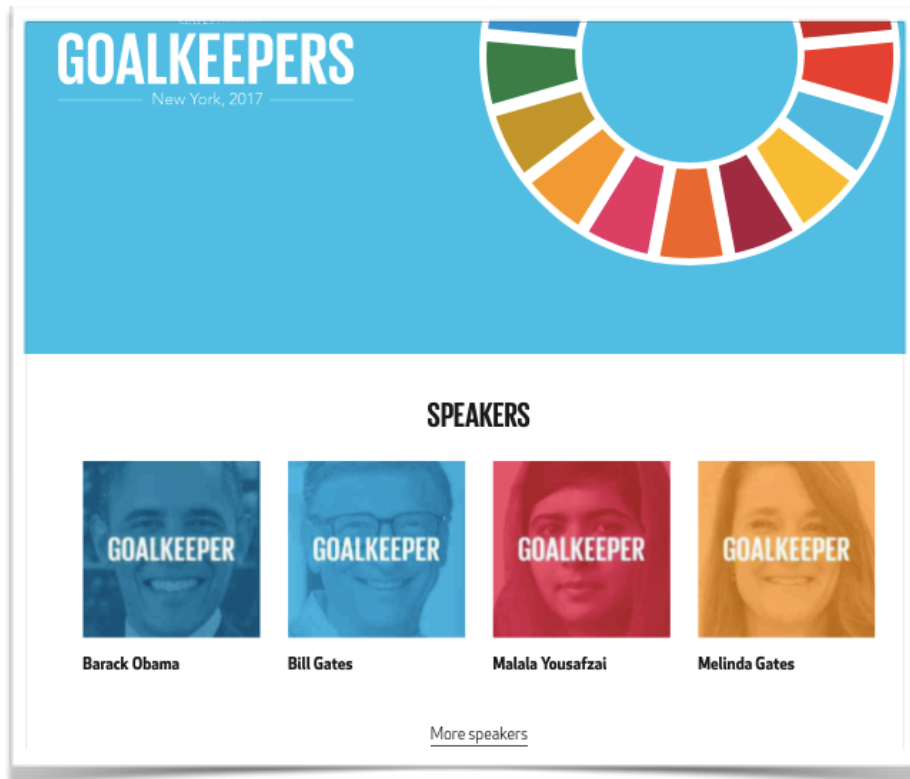 GOALKEEPERS
New York, 2017
SPEAKERS
GOALKEEPER GOALKEEPER GOALKEEPER GOALKEEPER
Barack Obama Bill Gates Malala Yousafzai Melinda Gates
More speakers